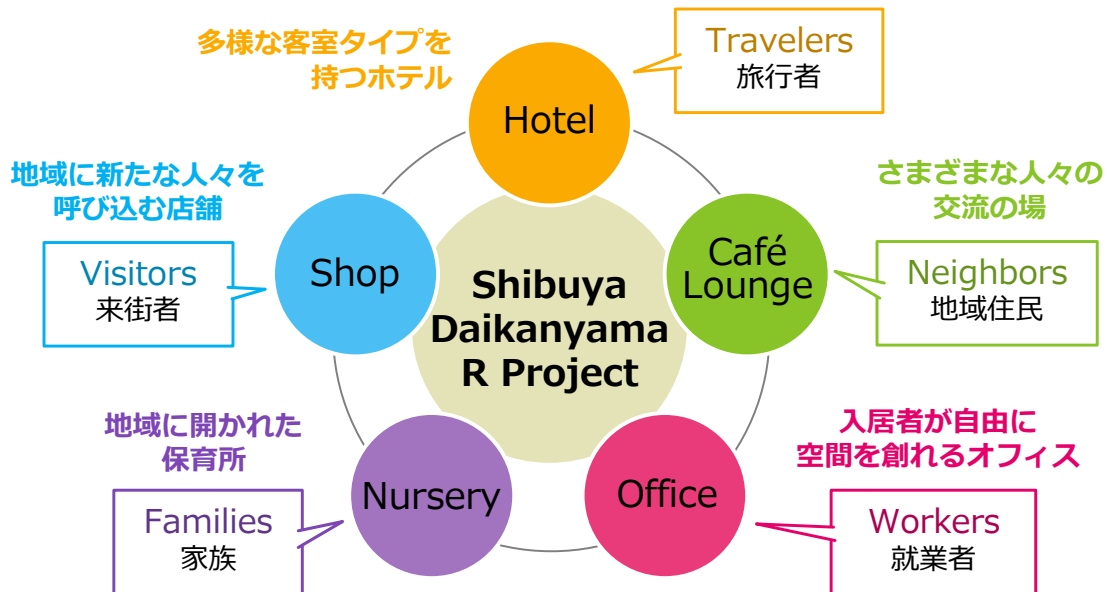 多様な客室タイプを
持つホテル
Hotel
Travelers
旅行者
地域に新たな人々を
呼び込む店舗
Visitors
来街者
Shop
Shibuya
Daikanyama
R Project
Café
Lounge
さまざまな人々の
交流の場
Neighbors
地域住民
地域に開かれた
保育所
Families
家族
Nursery
Office
入居者が自由に
空間を創れるオフィス
Workers
就業者